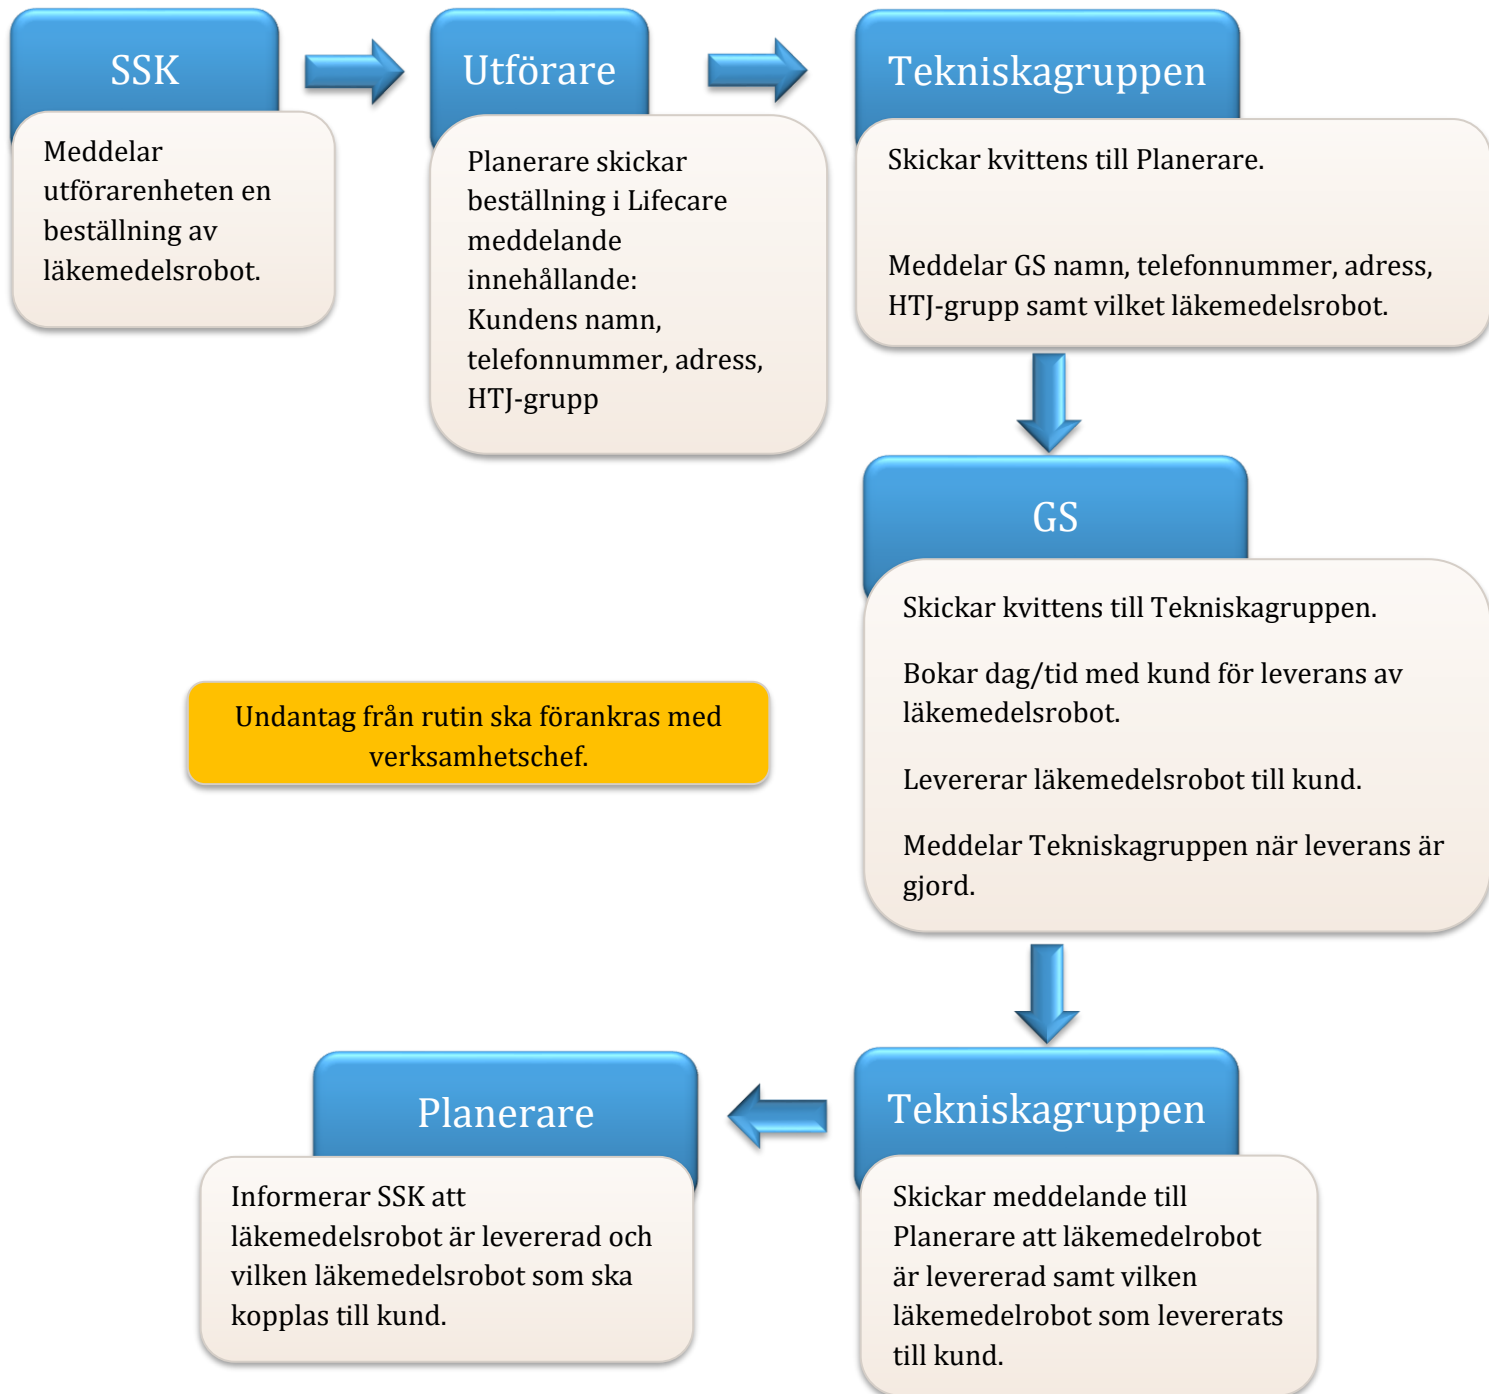 SSK
Meddelar
utförarenheten en
beställning av
läkemedelsrobot.
Utförare
Planerare skickar
beställning i Lifecare
meddelande
innehållande:
Kundens namn,
telefonnummer, adress,
HTJ-grupp
Tekniskagruppen
Skickar kvittens till Planerare.
Meddelar GS namn, telefonnummer, adress,
HTJ-grupp samt vilket läkemedelsrobot.
GS
Skickar kvittens till Tekniskagruppen.
Bokar dag/tid med kund för leverans av
läkemedelsrobot.
Levererar läkemedelsrobot till kund.
Meddelar Tekniskagruppen när leverans är
gjord.
Undantag från rutin ska förankras med
verksamhetschef.
Tekniskagruppen
Skickar meddelande till
Planerare att läkemedelrobot
är levererad samt vilken
läkemedelrobot som levererats
till kund.
Planerare
Informerar SSK att
läkemedelsrobot är levererad och
vilken läkemedelsrobot som ska
kopplas till kund.